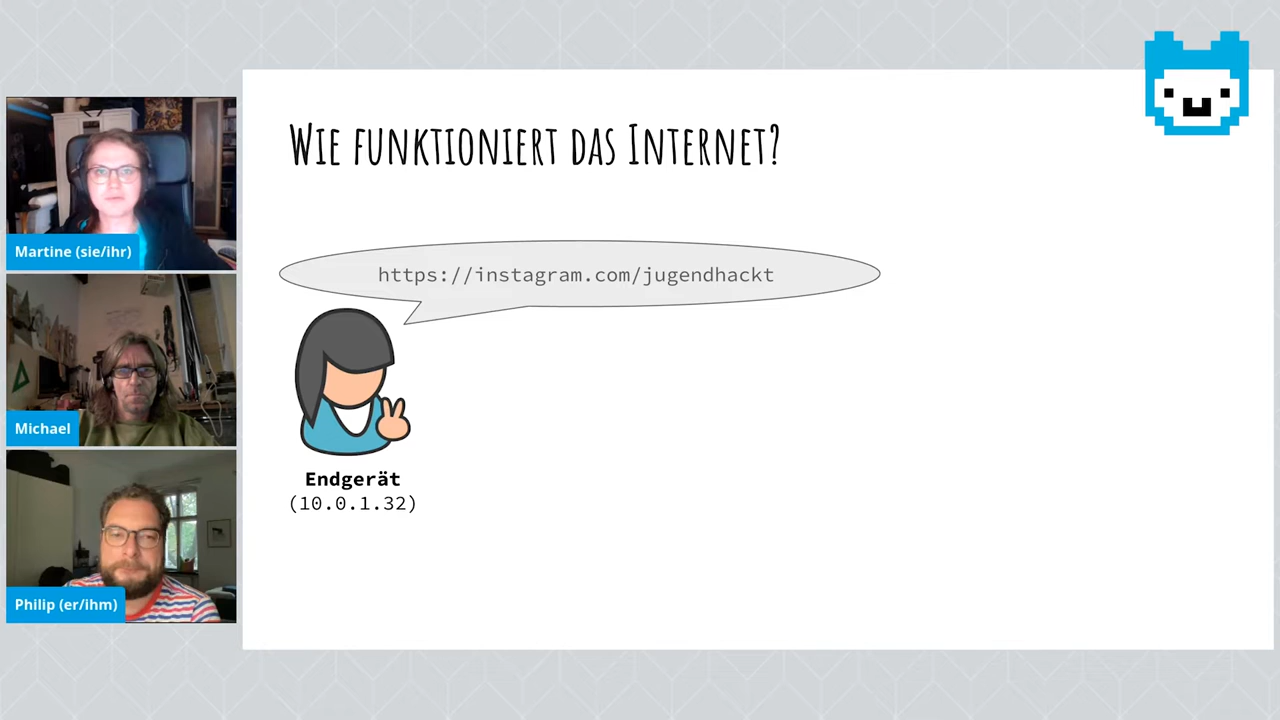 Wie funktioniert das Internet?
https://instagram.com/jugendhackt
Endgerät
(10.0.1.32)
Martine (sie/ihr)
Michael
Philip (er/ihm)